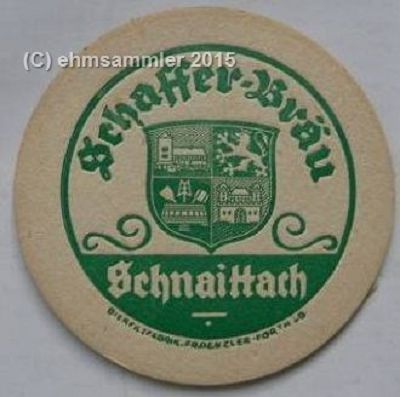 (C) ehmsammler 2015
Schaffer-Bräu
Schnaittach